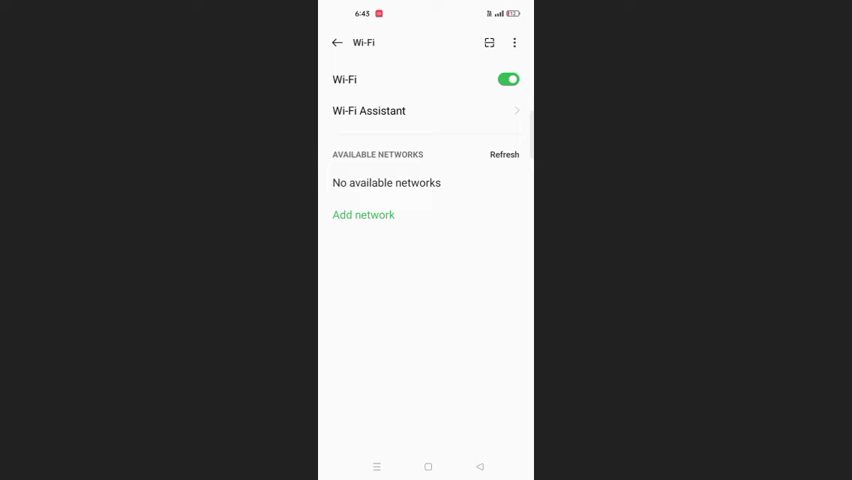 6:43
Wi-Fi
Wi-Fi
Wi-Fi Assistant
AVAILABLE NETWORKS Refresh
No available networks
Add network